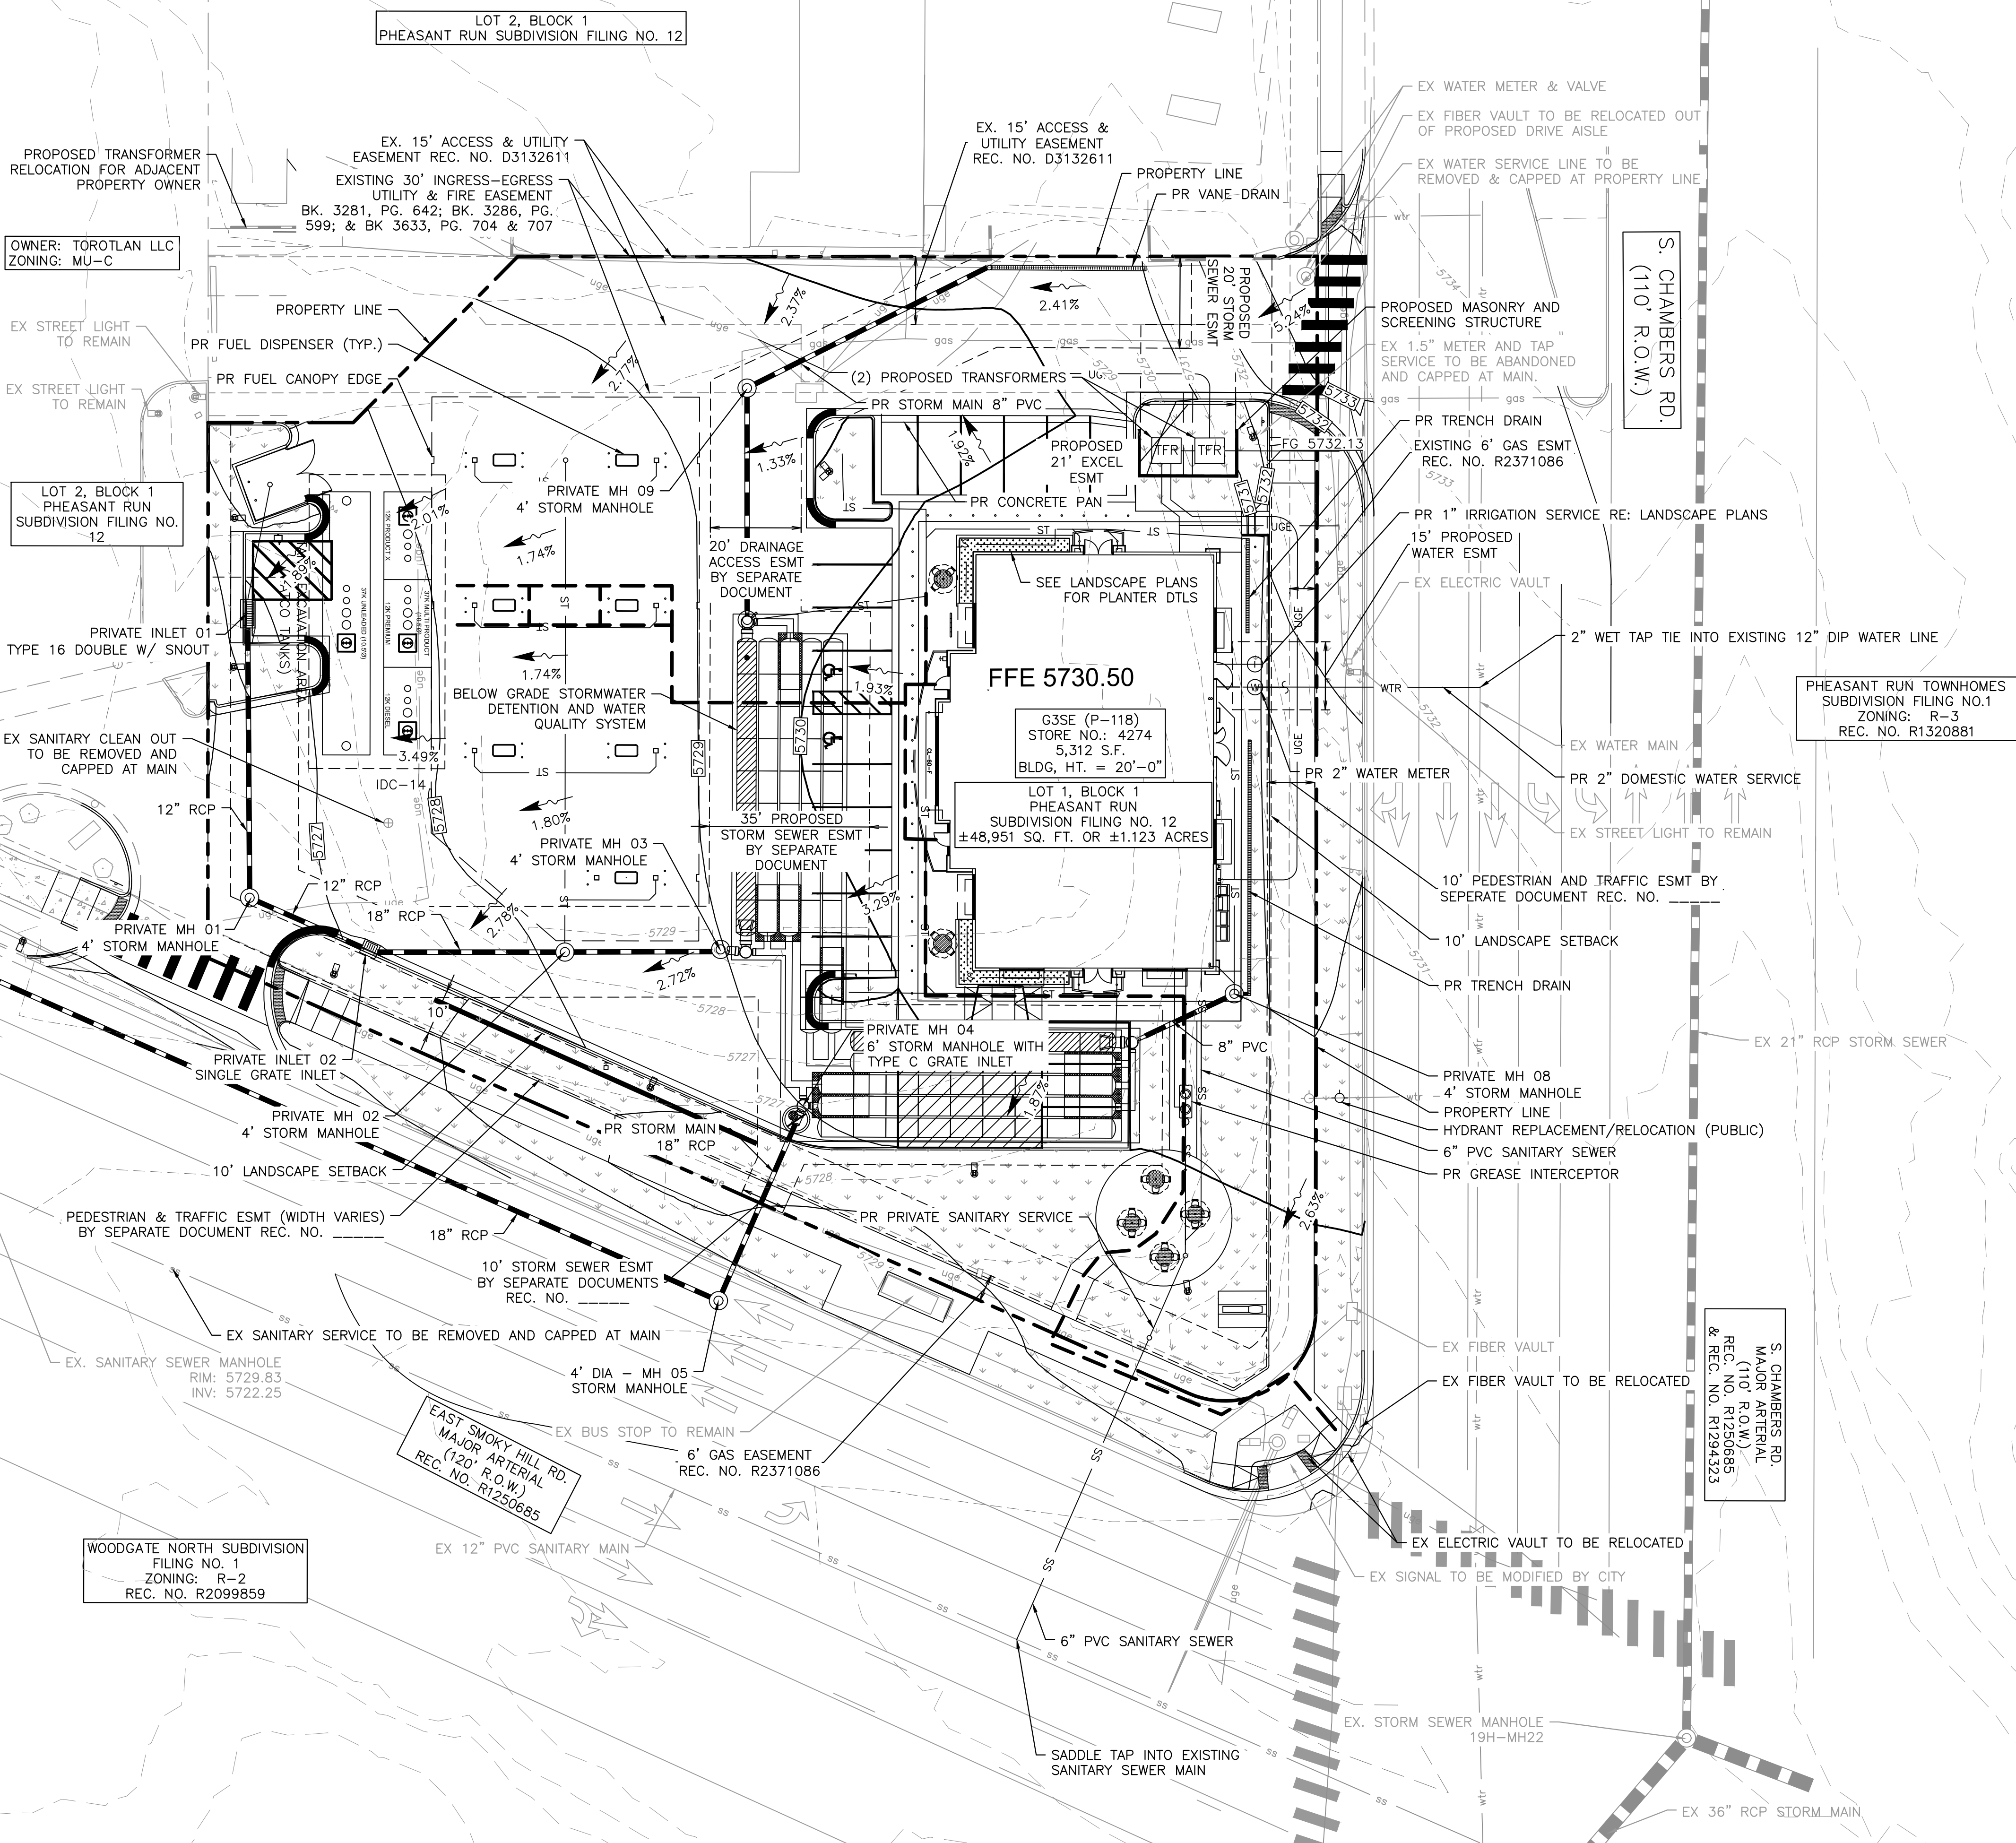 LOT 2, BLOCK 1
PHEASANT RUN SUBDIVISION FILING NO. 12
EX WATER METER & VALVE
EX FIBER VAULT TO BE RELOCATED OUT
OF PROPOSED DRIVE AISLE
EX WATER SERVICE LINE TO BE
REMOVED & CAPPED AT PROPERTY LINE
PROPOSED TRANSFORMER
RELOCATION FOR ADJACENT
PROPERTY OWNER
EX. 15' ACCESS & UTILITY
EASEMENT REC. NO. D3132611
EXISTING 30' INGRESS-EGRESS
UTILITY & FIRE EASEMENT
BK. 3281, PG. 642; BK. 3286, PG.
599; & BK 3633, PG. 704 & 707
EX. 15' ACCESS &
UTILITY EASEMENT
REC. NO. D3132611
PROPERTY LINE
PR VANE DRAIN
OWNER: TOROTLAN LLC
ZONING: MU-C
S. CHAMBERS RD.
(110' R.O.W.)
PROPERTY LINE
PR FUEL DISPENSER (TYP.)
PR FUEL CANOPY EDGE
EX STREET LIGHT
TO REMAIN
EX STREET LIGHT
TO REMAIN
PROPOSED
20' STORM
SEWER ESMT
PROPOSED MASONRY AND
SCREENING STRUCTURE
EX 1.5" METER AND TAP
SERVICE TO BE ABANDONED
AND CAPPED AT MAIN.
2.37%
2.41%
5.24%
2.77%
1.33%
1.92%
(2) PROPOSED TRANSFORMERS
PR STORM MAIN 8" PVC
PROPOSED
21' EXCEL
ESMT
TFR
TFR
FG 5732.13
PR TRENCH DRAIN
EXISTING 6' GAS ESMT
REC. NO. R2371086
PR CONCRETE PAN
PRIVATE MH 09
4' STORM MANHOLE
LOT 2, BLOCK 1
PHEASANT RUN
SUBDIVISION FILING NO.
12
2.01%
1.74%
20' DRAINAGE
ACCESS ESMT
BY SEPARATE
DOCUMENT
SEE LANDSCAPE PLANS
FOR PLANTER DTLS
PR 1" IRRIGATION SERVICE RE: LANDSCAPE PLANS
15' PROPOSED
WATER ESMT
EX ELECTRIC VAULT
12K PRODUCT X
12K PREMIUM
12K DIESEL
37K UNLEADED (10.5'Ø)
37K MULTI PRODUCT
PRIVATE INLET 01
TYPE 16 DOUBLE W/ SNOUT
2" WET TAP TIE INTO EXISTING 12" DIP WATER LINE
1.74%
1.93%
FFE 5730.50
BELOW GRADE STORMWATER
DETENTION AND WATER
QUALITY SYSTEM
G3SE (P-118)
STORE NO.: 4274
5,312 S.F.
BLDG, HT. = 20'-0"
PHEASANT RUN TOWNHOMES
SUBDIVISION FILING NO.1
ZONING: R-3
REC. NO. R1320881
EX SANITARY CLEAN OUT
TO BE REMOVED AND
CAPPED AT MAIN
3.49%
IDC-14
5729
5730
5728
5727
EX WATER MAIN
PR 2" WATER METER
PR 2" DOMESTIC WATER SERVICE
LOT 1, BLOCK 1
PHEASANT RUN
SUBDIVISION FILING NO. 12
±48,951 SQ. FT. OR ±1.123 ACRES
12" RCP
1.80%
35' PROPOSED
STORM SEWER ESMT
BY SEPARATE
DOCUMENT
EX STREET LIGHT TO REMAIN
PRIVATE MH 03
4' STORM MANHOLE
12" RCP
18" RCP
3.29%
10' PEDESTRIAN AND TRAFFIC ESMT BY
SEPERATE DOCUMENT REC. NO. _____
PRIVATE MH 01
4' STORM MANHOLE
2.78%
2.72%
10' LANDSCAPE SETBACK
PR TRENCH DRAIN
10'
PRIVATE INLET 02
SINGLE GRATE INLET
PRIVATE MH 04
6' STORM MANHOLE WITH
TYPE C GRATE INLET
8" PVC
EX 21" RCP STORM SEWER
1.87%
PRIVATE MH 08
4' STORM MANHOLE
PROPERTY LINE
HYDRANT REPLACEMENT/RELOCATION (PUBLIC)
6" PVC SANITARY SEWER
PR GREASE INTERCEPTOR
PRIVATE MH 02
4' STORM MANHOLE
PR STORM MAIN
18" RCP
10' LANDSCAPE SETBACK
PEDESTRIAN & TRAFFIC ESMT (WIDTH VARIES)
BY SEPARATE DOCUMENT REC. NO. _____
18" RCP
PR PRIVATE SANITARY SERVICE
2.63%
10' STORM SEWER ESMT
BY SEPARATE DOCUMENTS
REC. NO. _____
EX SANITARY SERVICE TO BE REMOVED AND CAPPED AT MAIN
EX. SANITARY SEWER MANHOLE
RIM: 5729.83
INV: 5722.25
4' DIA - MH 05
STORM MANHOLE
EX FIBER VAULT
EX FIBER VAULT TO BE RELOCATED
S. CHAMBERS RD.
MAJOR ARTERIAL
(110' R.O.W.)
REC. NO. R1250685
& REC. NO. R1294323
EAST SMOKY HILL RD.
MAJOR ARTERIAL
(120' R.O.W.)
REC. NO. R1250685
EX BUS STOP TO REMAIN
6' GAS EASEMENT
REC. NO. R2371086
EX 12" PVC SANITARY MAIN
WOODGATE NORTH SUBDIVISION
FILING NO. 1
ZONING: R-2
REC. NO. R2099859
EX ELECTRIC VAULT TO BE RELOCATED
EX SIGNAL TO BE MODIFIED BY CITY
6" PVC SANITARY SEWER
EX. STORM SEWER MANHOLE
19H-MH22
SADDLE TAP INTO EXISTING
SANITARY SEWER MAIN
EX 36" RCP STORM MAIN